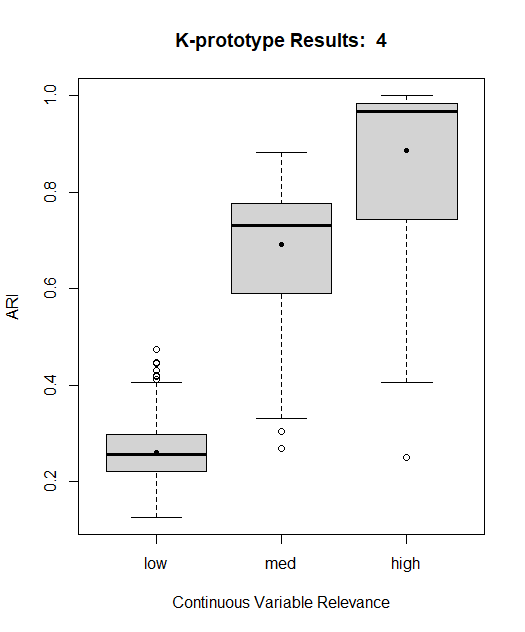 K-prototype Results:  4
1.0
0.8
0.6
0.4
0.2
ARI
low
med
high
Continuous Variable Relevance